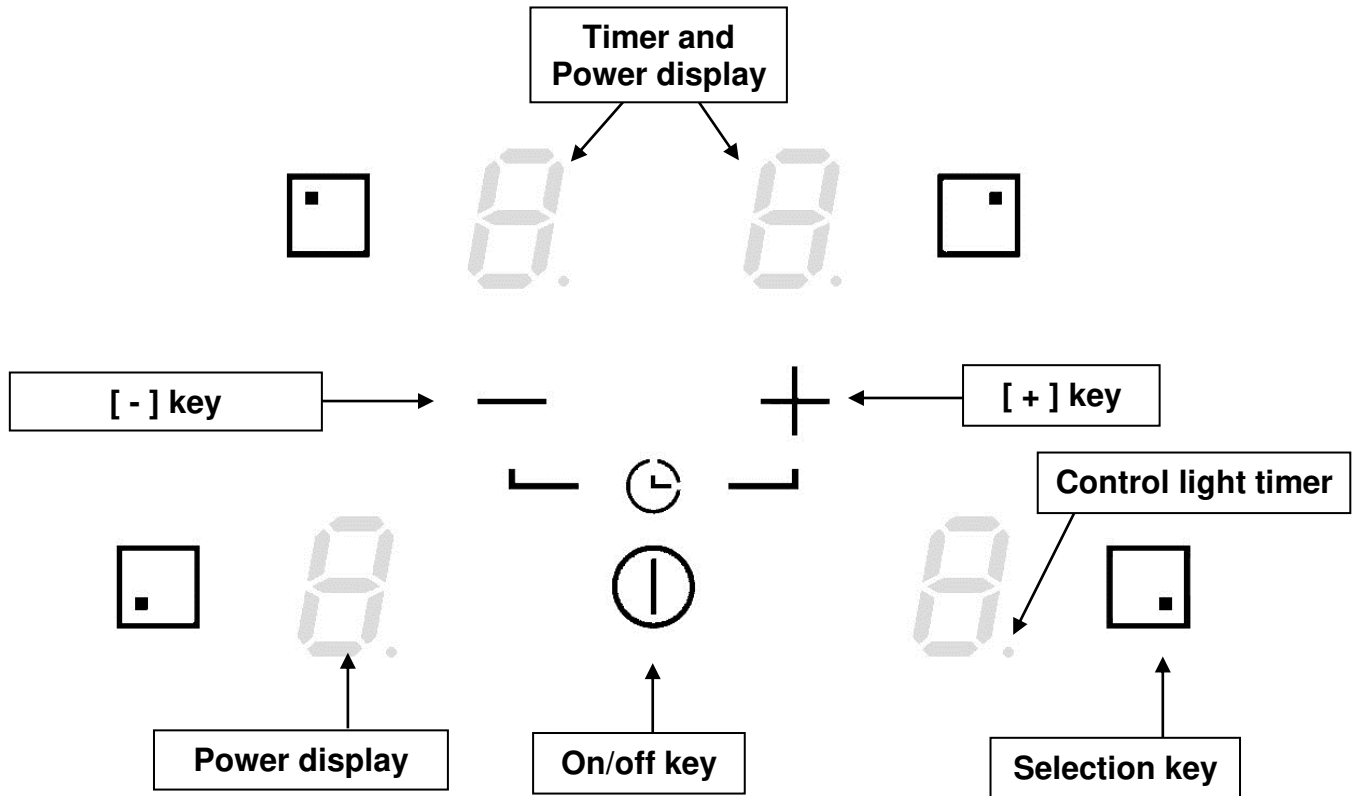 Timer and
Power display
[ - ] key
[ + ] key
Control light timer
Power display
On/off key
Selection key